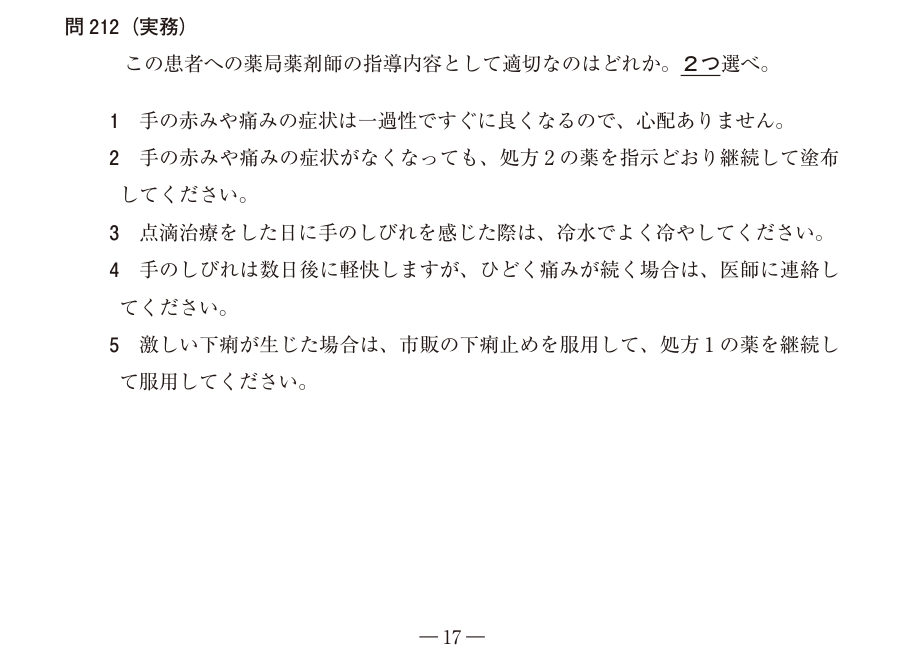 問 212（実務）
この患者への薬局薬剤師の指導内容として適切なのはどれか。２つ選べ。
1　手の赤みや痛みの症状は一過性ですぐに良くなるので、心配ありません。
2　手の赤みや痛みの症状がなくなっても、処方２の薬を指示どおり継続して塗布
してください。
3　点滴治療をした日に手のしびれを感じた際は、冷水でよく冷やしてください。
4　手のしびれは数日後に軽快しますが、ひどく痛みが続く場合は、医師に連絡し
てください。
5　激しい下痢が生じた場合は、市販の下痢止めを服用して、処方１の薬を継続し
て服用してください。
― 17 ―